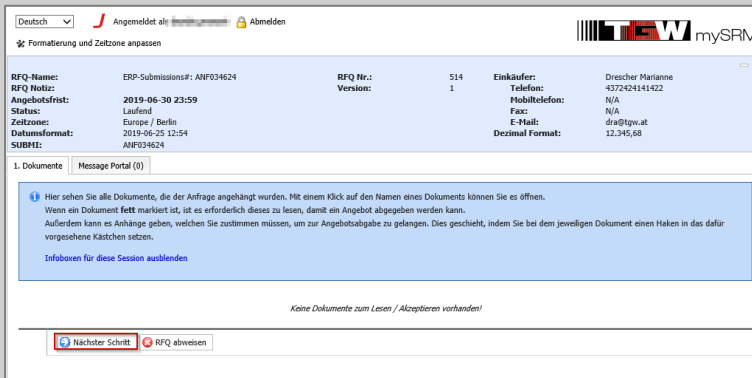 Deutsch
Angemeldet als
Abmelden
TGW mySRM
Formatierung und Zeitzone anpassen
RFQ-Name: ERP-Submissions#: ANF034624 RFQ Nr.: 514 Einkäufer: Drescher Marianne
RFQ Notiz: Version: 1 Telefon: 4372424141422
Angebotsfrist: 2019-06-30 23:59 Mobiltelefon: N/A
Status: Laufend Fax: N/A
Zeitzone: Europe / Berlin E-Mail: dra@tgw.at
Datumsformat: 2019-06-25 12:54 Dezimal Format: 12.345,68
SUBMI: ANF034624
1. Dokumente Message Portal (0)
Hier sehen Sie alle Dokumente, die der Anfrage angehängt wurden. Mit einem Klick auf den Namen eines Dokuments können Sie es öffnen.
Wenn ein Dokument fett markiert ist, ist es erforderlich dieses zu lesen, damit ein Angebot abgegeben werden kann.
Außerdem kann es Anhänge geben, welchen Sie zustimmen müssen, um zur Angebotsabgabe zu gelangen. Dies geschieht, indem Sie bei dem jeweiligen Dokument einen Haken in das dafür
vorgesehene Kästchen setzen.
Infoboxen für diese Session ausblenden
Keine Dokumente zum Lesen / Akzeptieren vorhanden!
Nächster Schritt RFQ abweisen